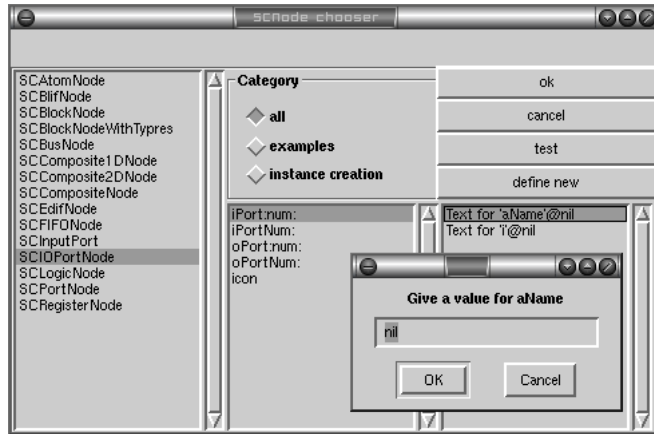 SCNode chooser
SCAtomNode
SCBlifNode
SCBlockNode
SCBlockNodeWithTypres
SCBusNode
SCComposite1DNode
SCComposite2DNode
SCCompositeNode
SCEdifNode
SCFIFONode
SCInputPort
SCIOPortNode
SCLogicNode
SCPortNode
SCRegisterNode
Category
all
examples
instance creation
ok
cancel
test
define new
iPort:num:
iPortNum:
oPort:num:
oPortNum:
icon
Text for 'aName'@nil
Text for 'i'@nil
Give a value for aName
nil
OK
Cancel